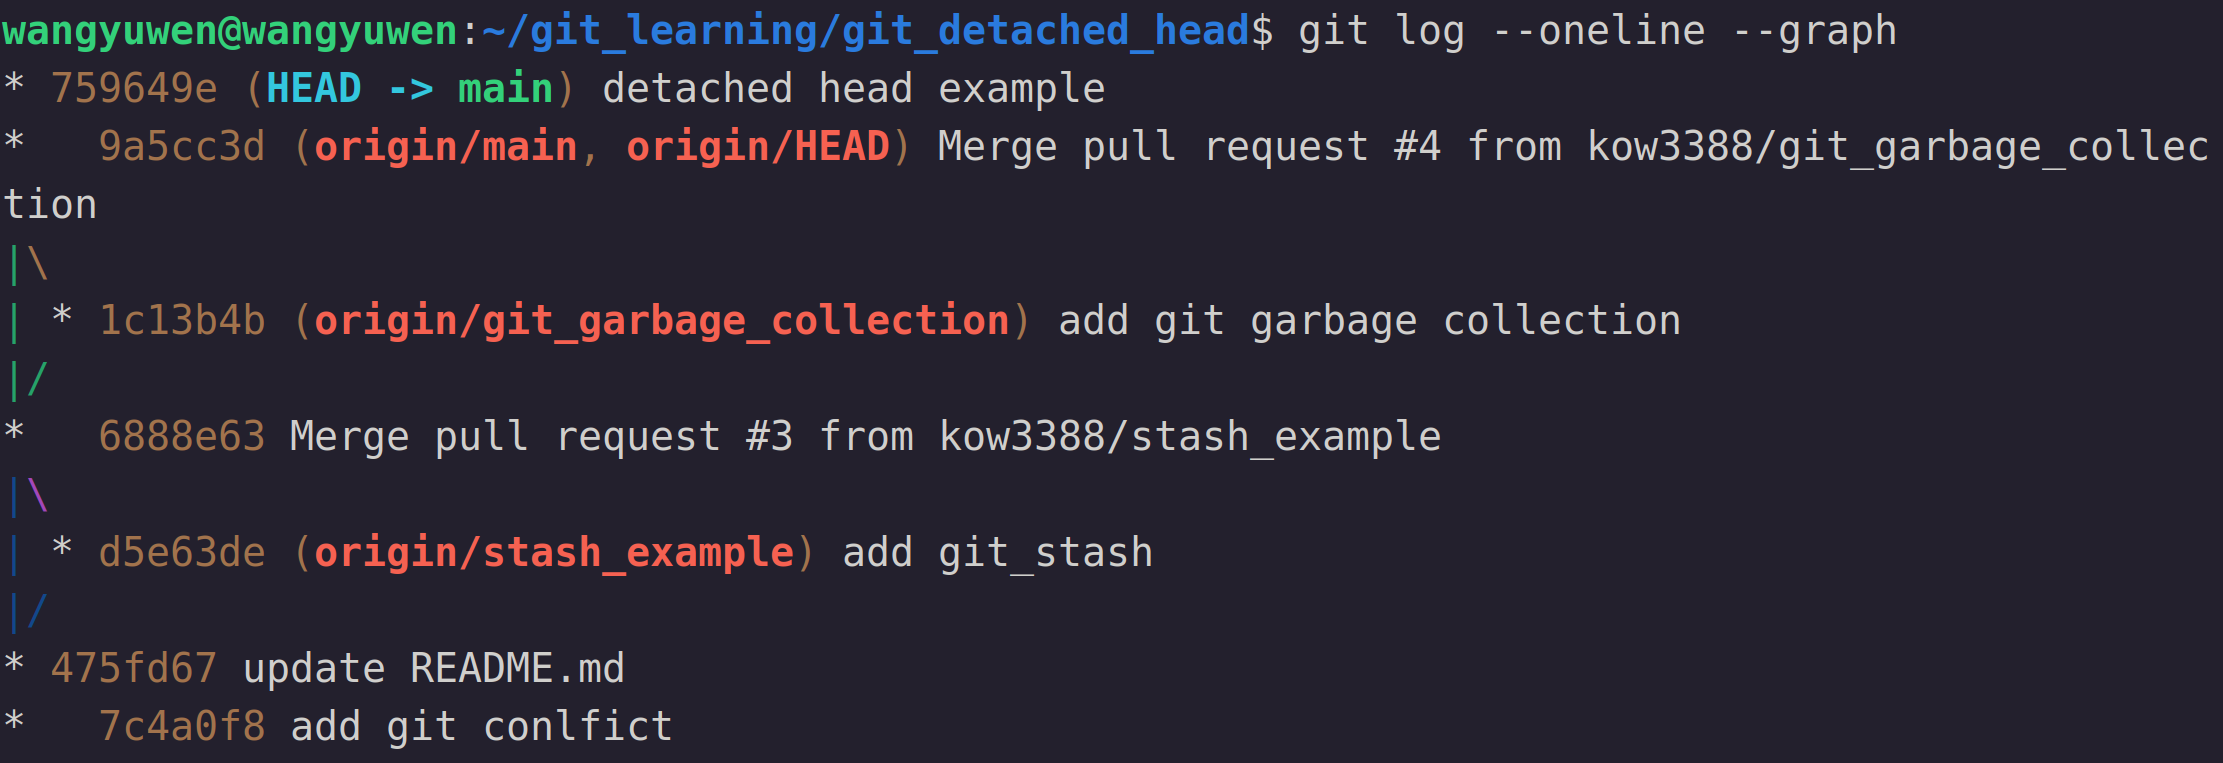 wangyuwen@wangyuwen:~/git_learning/git_detached_head$ git log --oneline --graph
* 759649e (HEAD -> main) detached head example
*   9a5cc3d (origin/main, origin/HEAD) Merge pull request #4 from kow3388/git_garbage_collec
tion
|\
| * 1c13b4b (origin/git_garbage_collection) add git garbage collection
|/
*   6888e63 Merge pull request #3 from kow3388/stash_example
|\
| * d5e63de (origin/stash_example) add git_stash
|/
* 475fd67 update README.md
*   7c4a0f8 add git conlfict